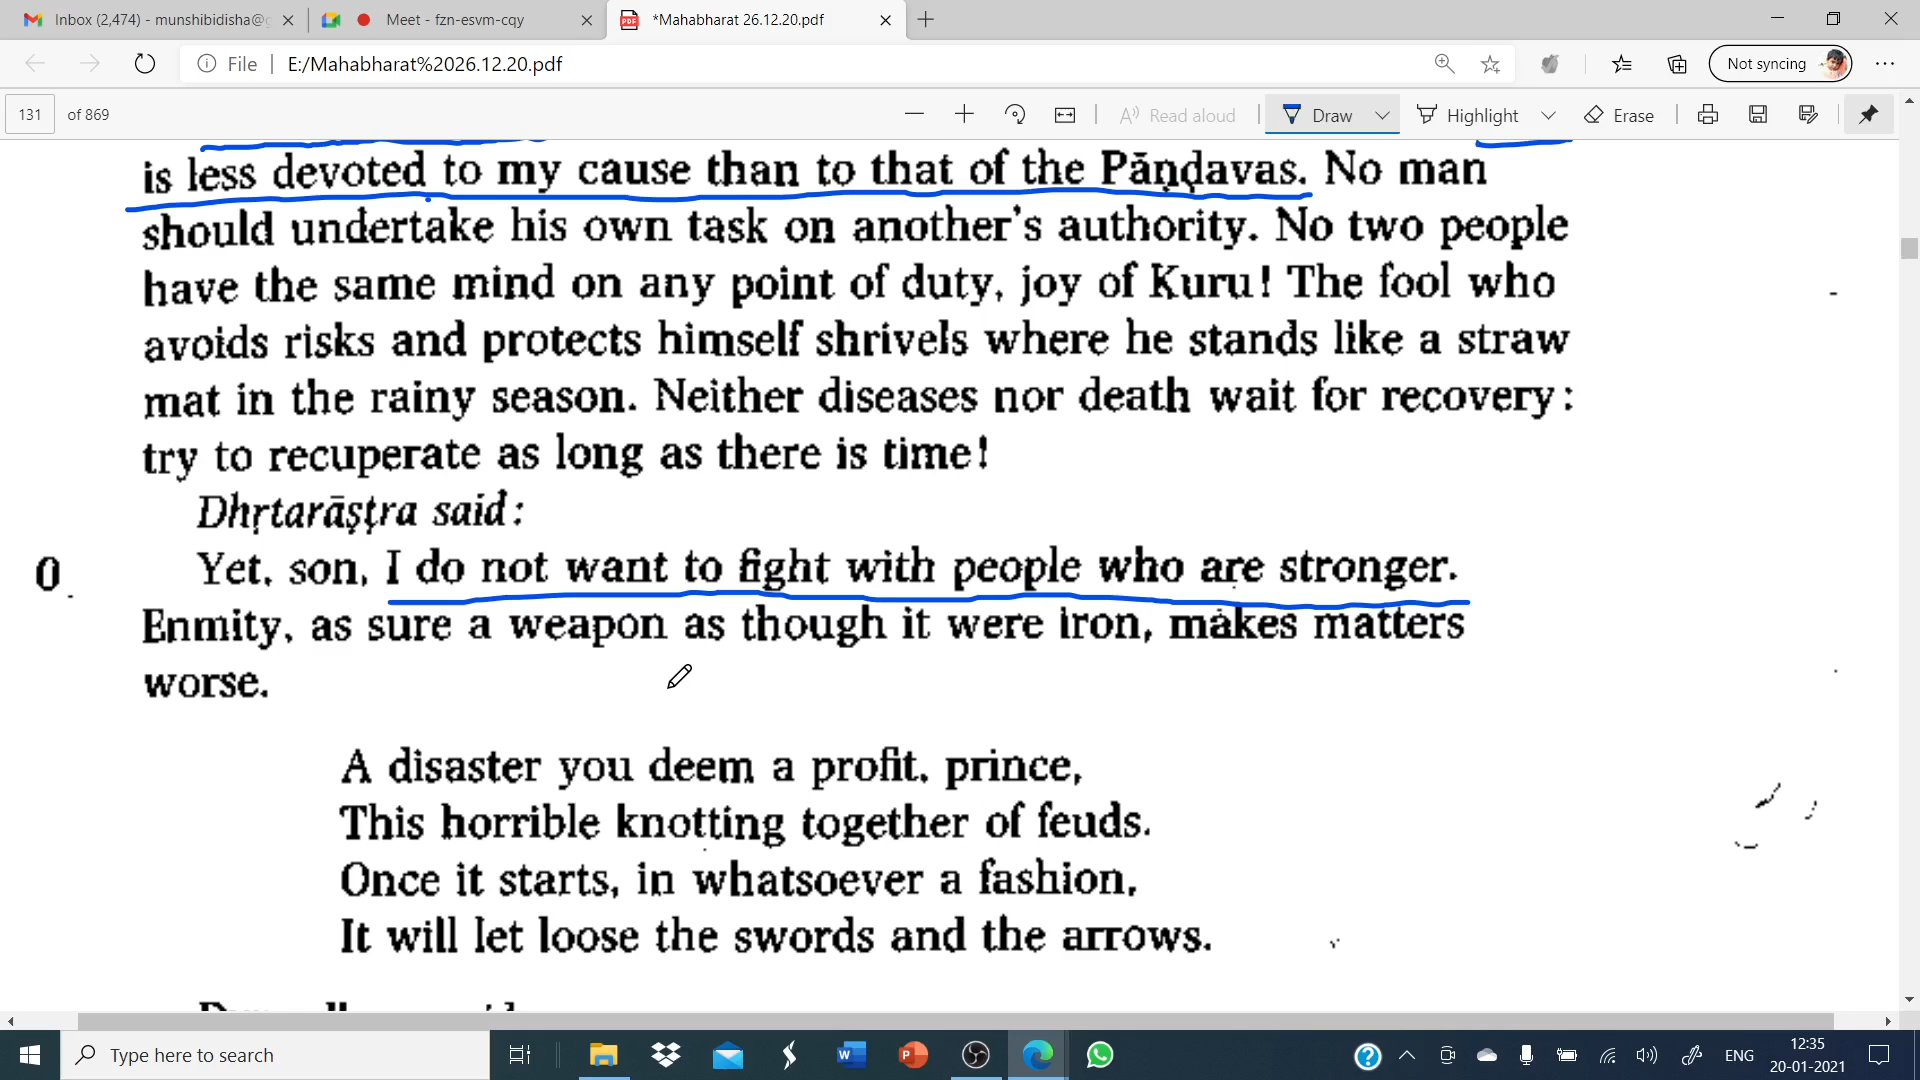 Inbox (2,474) - munshibidisha@g
Meet - fzn-esvm-cqy
*Mahabharat 26.12.20.pdf
File
E:/Mahabharat%2026.12.20.pdf
Not syncing
131 of 869
Read aloud
Draw
Highlight
Erase
is less devoted to my cause than to that of the Pāṇḍavas. No man
should undertake his own task on another's authority. No two people
have the same mind on any point of duty, joy of Kuru! The fool who
avoids risks and protects himself shrivels where he stands like a straw
mat in the rainy season. Neither diseases nor death wait for recovery:
try to recuperate as long as there is time!
Dhṛtarāṣṭra said:
0. Yet, son, I do not want to fight with people who are stronger.
Enmity, as sure a weapon as though it were iron, makes matters
worse.
A disaster you deem a profit, prince,
This horrible knotting together of feuds.
Once it starts, in whatsoever a fashion,
It will let loose the swords and the arrows.
Type here to search
ENG
12:35
20-01-2021